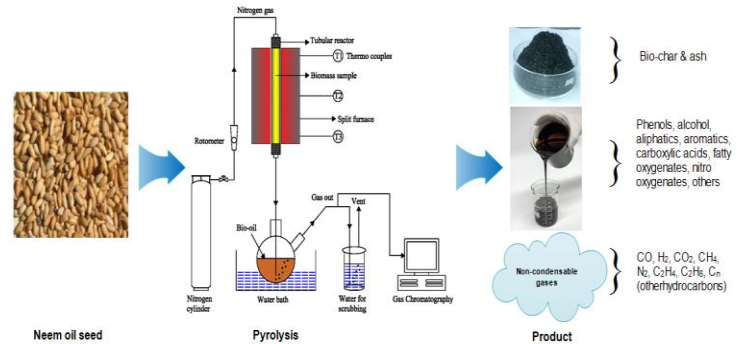 Nitrogen gas
Tubular reactor
T1 Thermo couples
Biomass sample
T2
Split furnace
T3
Rotometer
Gas out
Vent
Bio-oil
Nitrogen
cylinder
Water bath
Water for
scrubbing
Gas Chromatography
Bio-char & ash
Phenols, alcohol,
aliphatics, aromatics,
carboxylic acids, fatty
oxygenates, nitro
oxygenates, others
Non-condensable
gases
CO, H₂, CO₂, CH₄,
N₂, C₂H₄, C₂H₆, Cₙ
(otherhydrocarbons)
Neem oil seed
Pyrolysis
Product